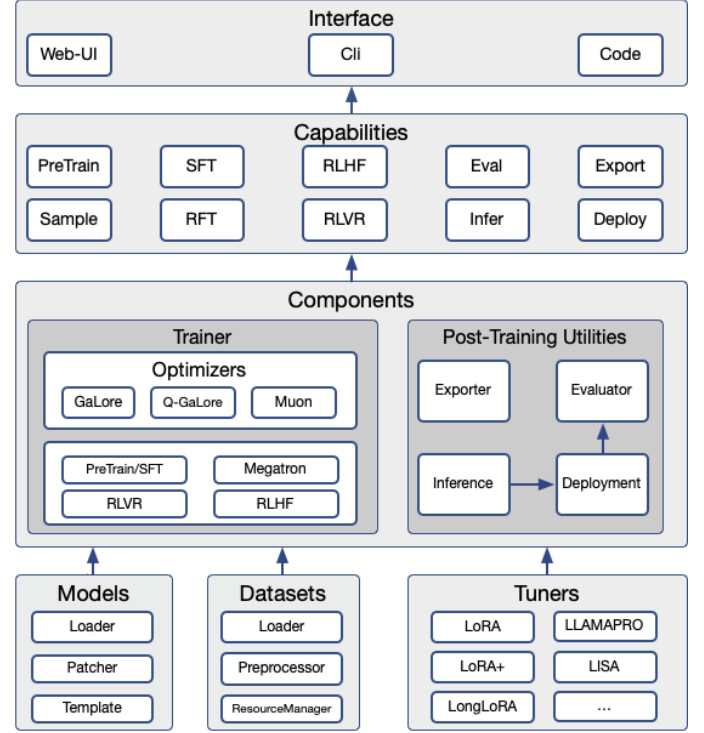 Interface
Web-UI Cli Code
Capabilities
PreTrain SFT RLHF Eval Export
Sample RFT RLVR Infer Deploy
Components
Trainer
Optimizers
GaLore Q-GaLore Muon
PreTrain/SFT Megatron
RLVR RLHF
Post-Training Utilities
Exporter Evaluator
Inference Deployment
Models
Loader
Patcher
Template
Datasets
Loader
Preprocessor
ResourceManager
Tuners
LoRA LLAMAPRO
LoRA+ LISA
LongLoRA ...